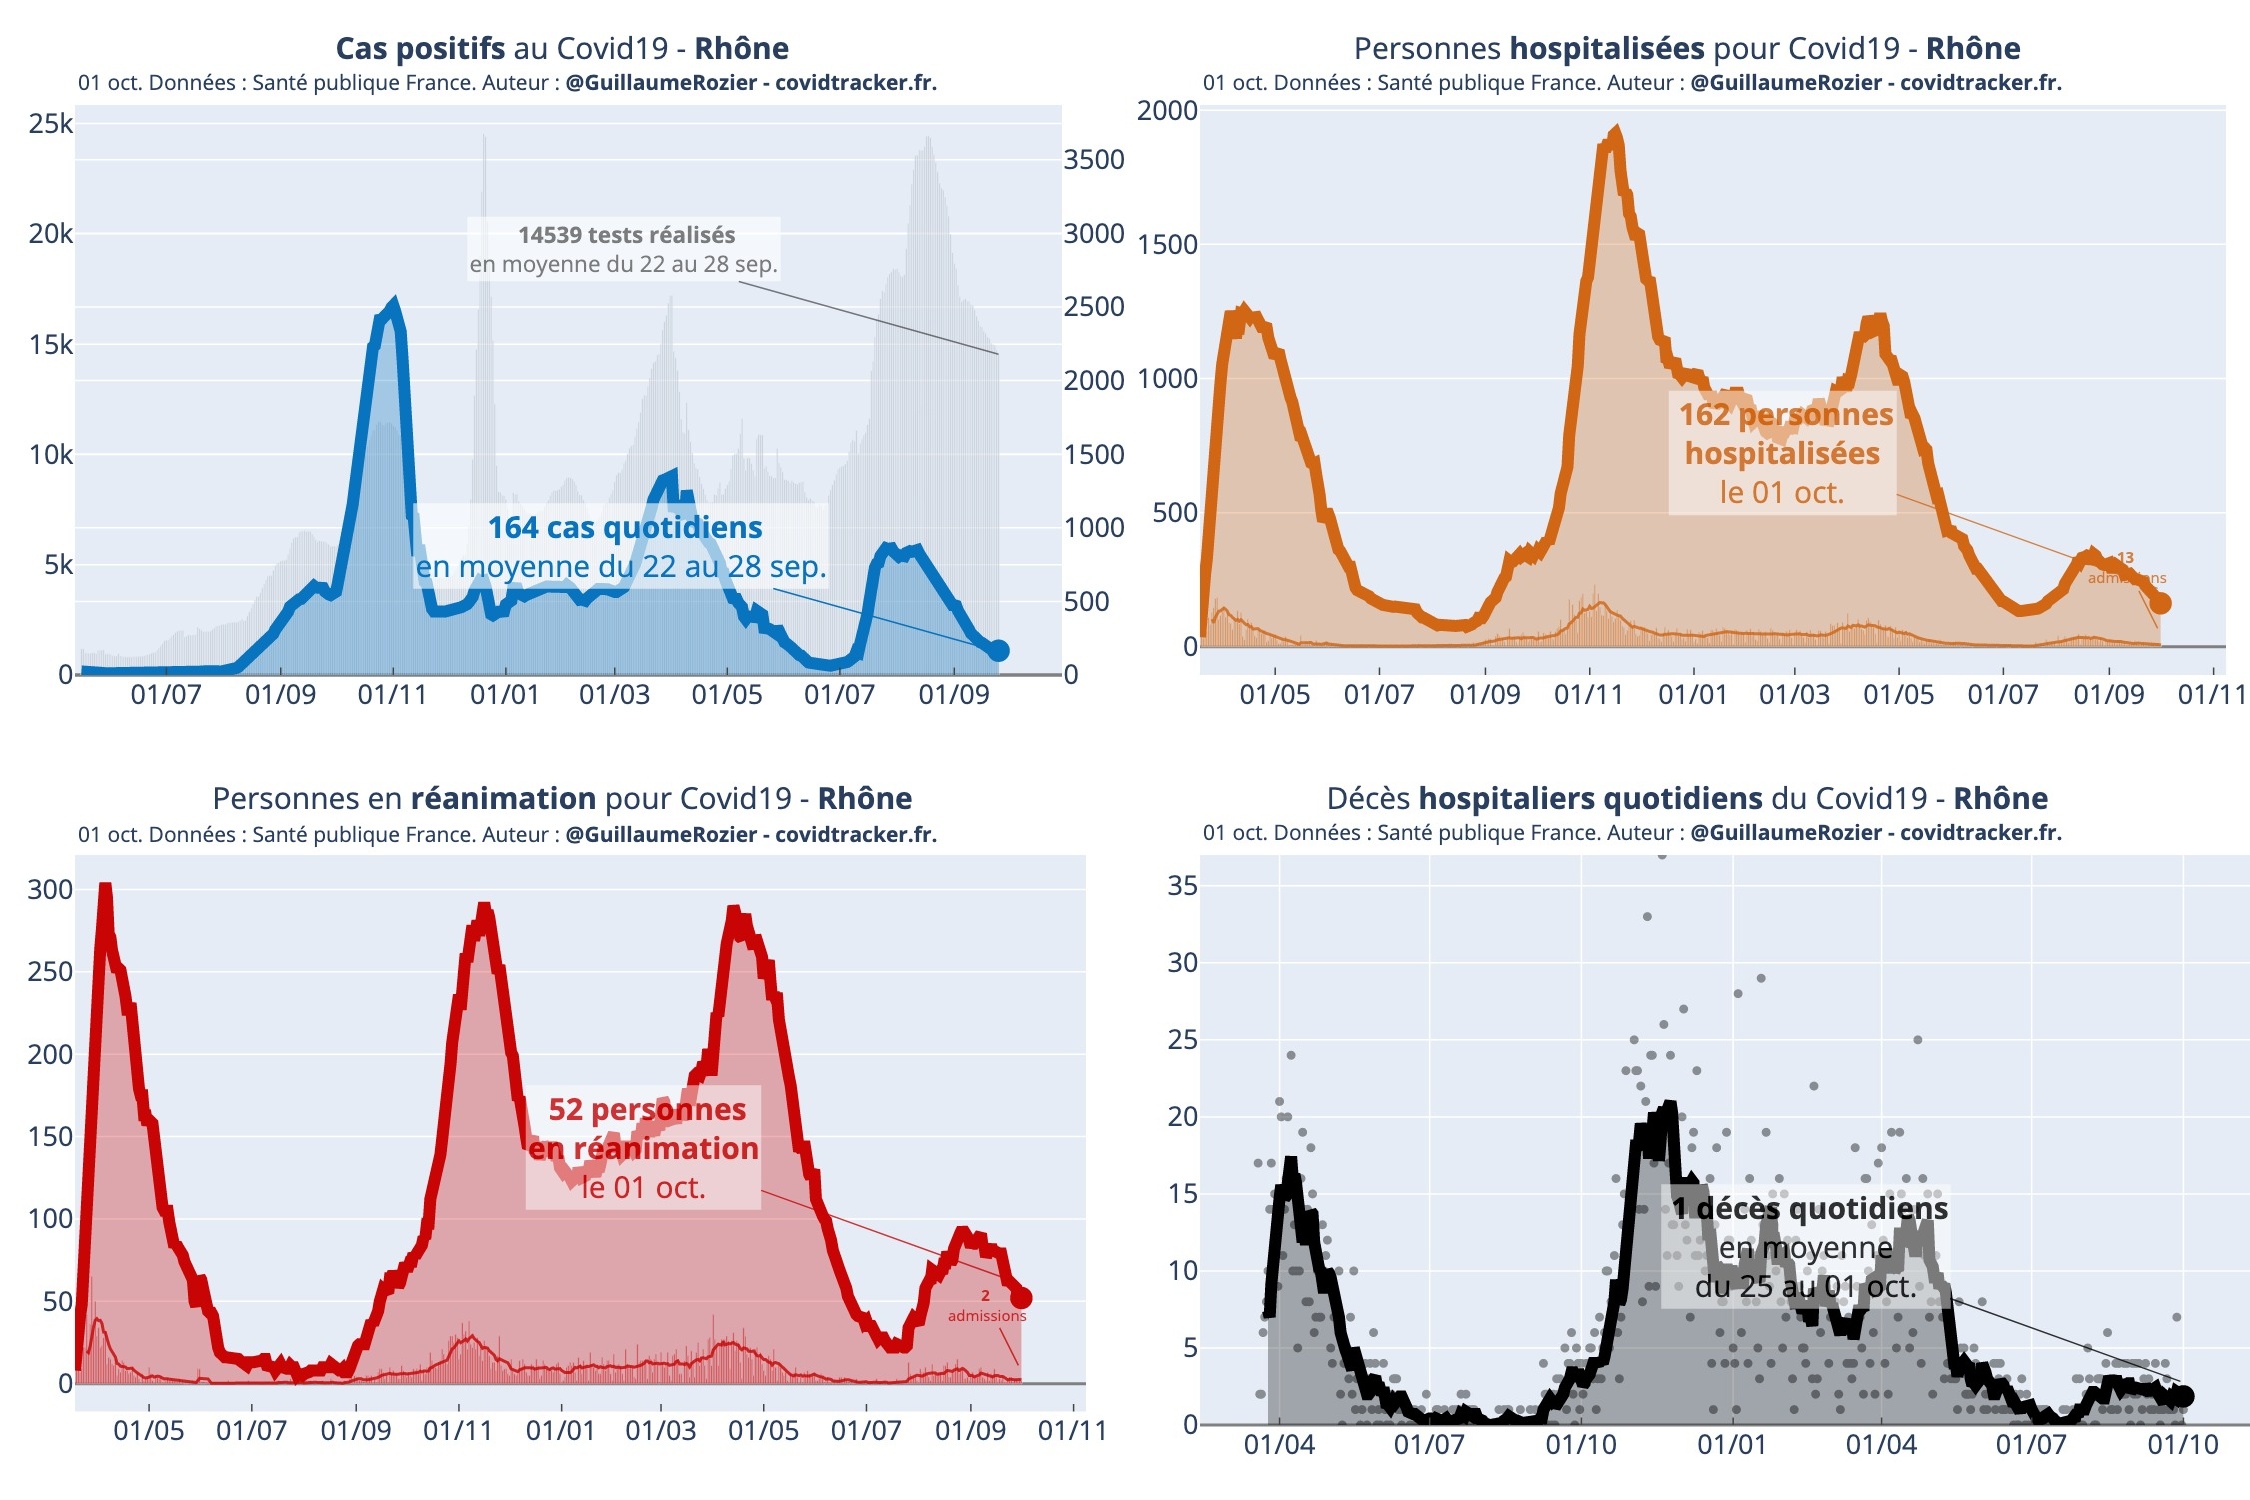 Cas positifs au Covid19 - Rhône
01 oct. Données : Santé publique France. Auteur : @GuillaumeRozier - covidtracker.fr.
25k
20k
15k
10k
5k
0
3500
3000
2500
2000
1500
1000
500
0
14539 tests réalisés
en moyenne du 22 au 28 sep.
164 cas quotidiens
en moyenne du 22 au 28 sep.
01/07 01/09 01/11 01/01 01/03 01/05 01/07 01/09
Personnes hospitalisées pour Covid19 - Rhône
01 oct. Données : Santé publique France. Auteur : @GuillaumeRozier - covidtracker.fr.
2000
1500
1000
500
0
162 personnes
hospitalisées
le 01 oct.
13
admissions
01/05 01/07 01/09 01/11 01/01 01/03 01/05 01/07 01/09 01/11
Personnes en réanimation pour Covid19 - Rhône
01 oct. Données : Santé publique France. Auteur : @GuillaumeRozier - covidtracker.fr.
300
250
200
150
100
50
0
52 personnes
en réanimation
le 01 oct.
2
admissions
01/05 01/07 01/09 01/11 01/01 01/03 01/05 01/07 01/09 01/11
Décès hospitaliers quotidiens du Covid19 - Rhône
01 oct. Données : Santé publique France. Auteur : @GuillaumeRozier - covidtracker.fr.
35
30
25
20
15
10
5
0
1 décès quotidiens
en moyenne
du 25 au 01 oct.
01/04 01/07 01/10 01/01 01/04 01/07 01/10